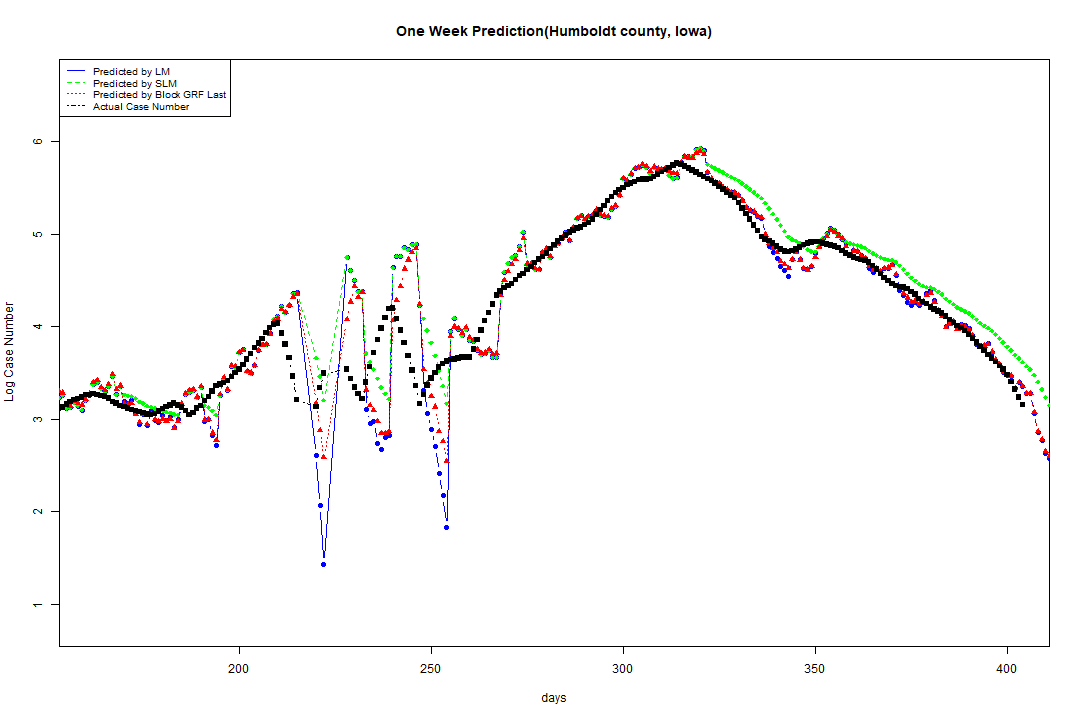 One Week Prediction(Humboldt county, Iowa)
Predicted by LM
Predicted by SLM
Predicted by Block GRF Last
Actual Case Number
Log Case Number
6
5
4
3
2
1
200 250 300 350 400
days